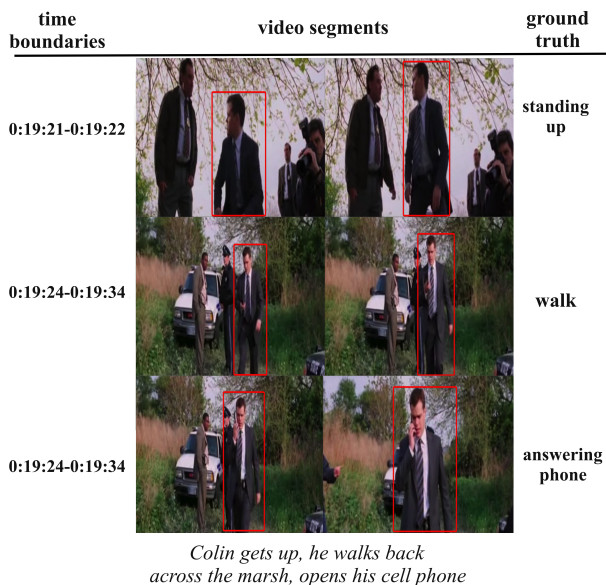 time boundaries
video segments
ground truth
0:19:21-0:19:22
standing up
0:19:24-0:19:34
walk
0:19:24-0:19:34
answering phone
Colin gets up, he walks back
across the marsh, opens his cell phone